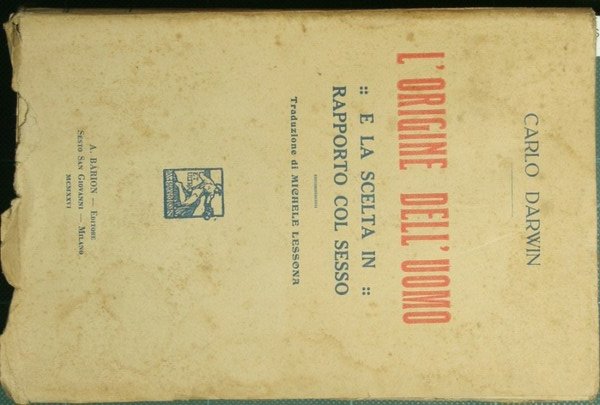 CARLO DARWIN
L'ORIGINE DELL'UOMO
:: E LA SCELTA IN ::
RAPPORTO COL SESSO
Traduzione di MICHELE LESSONA
A. BARION — EDITORE
SESTO SAN GIOVANNI — MILANO
MCMXXVI